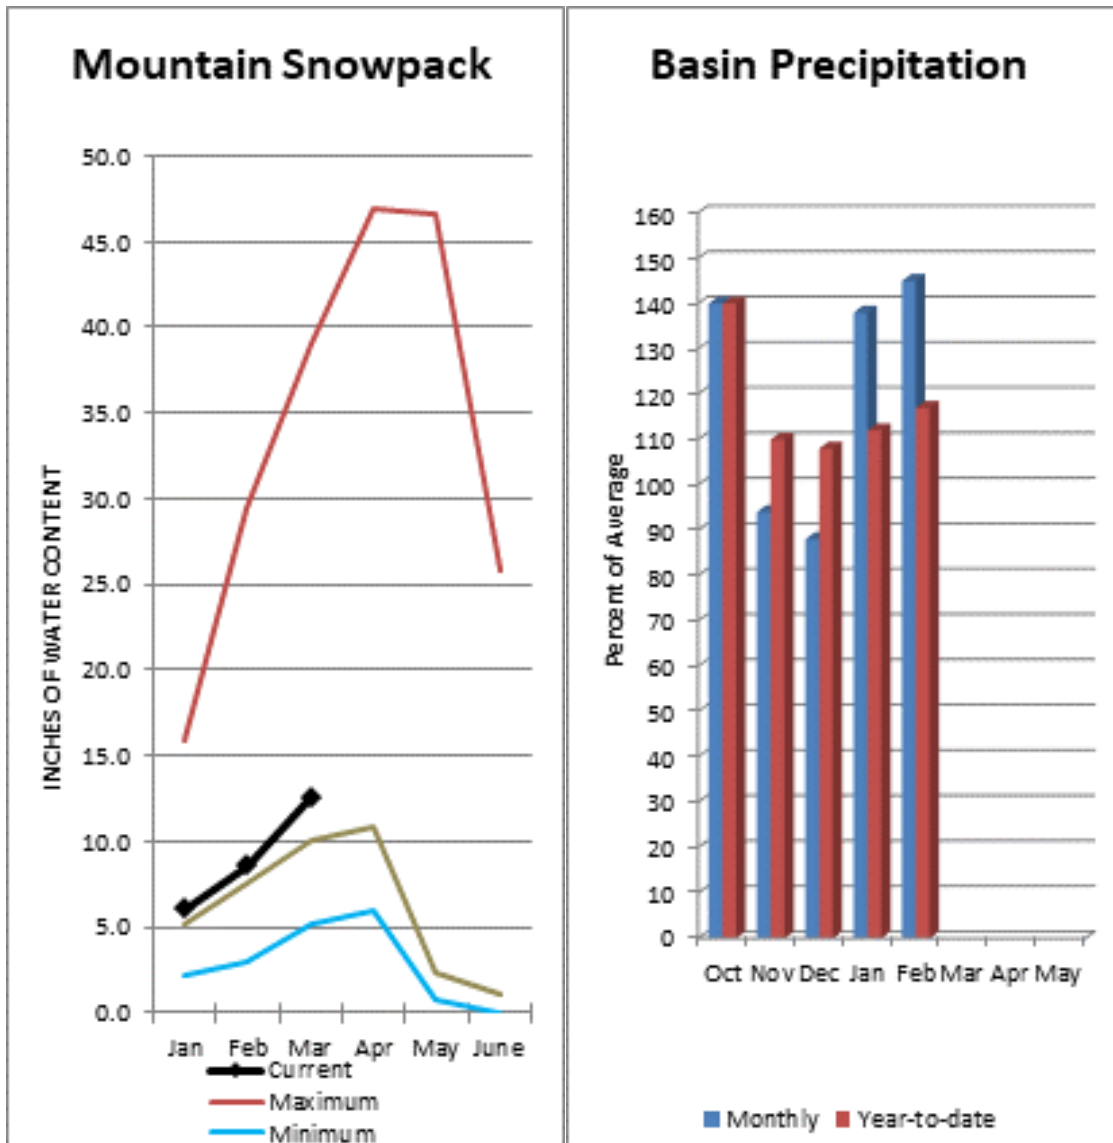 Mountain Snowpack
50.0
45.0
40.0
35.0
30.0
25.0
20.0
15.0
10.0
5.0
0.0
INCHES OF WATER CONTENT
Jan Feb Mar Apr May June
Current
Maximum
Minimum
Basin Precipitation
160
150
140
130
120
110
100
90
80
70
60
50
40
30
20
10
0
Percent of Average
Oct Nov Dec Jan Feb Mar Apr May
Monthly Year-to-date